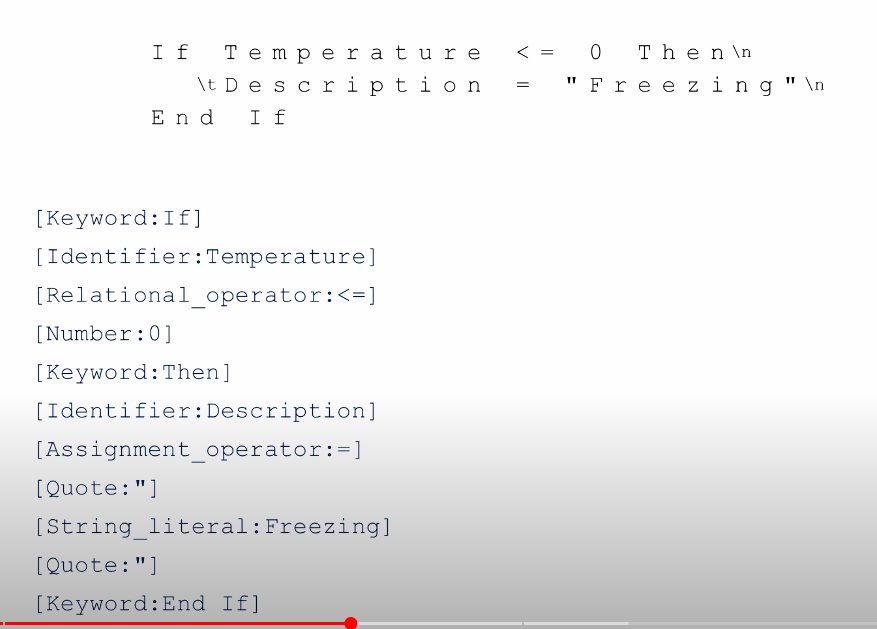 If Temperature <= 0 Then\n
\tDescription = "Freezing"\n
End If
[Keyword:If]
[Identifier:Temperature]
[Relational_operator:<=]
[Number:0]
[Keyword:Then]
[Identifier:Description]
[Assignment_operator:=]
[Quote:"]
[String_literal:Freezing]
[Quote:"]
[Keyword:End If]